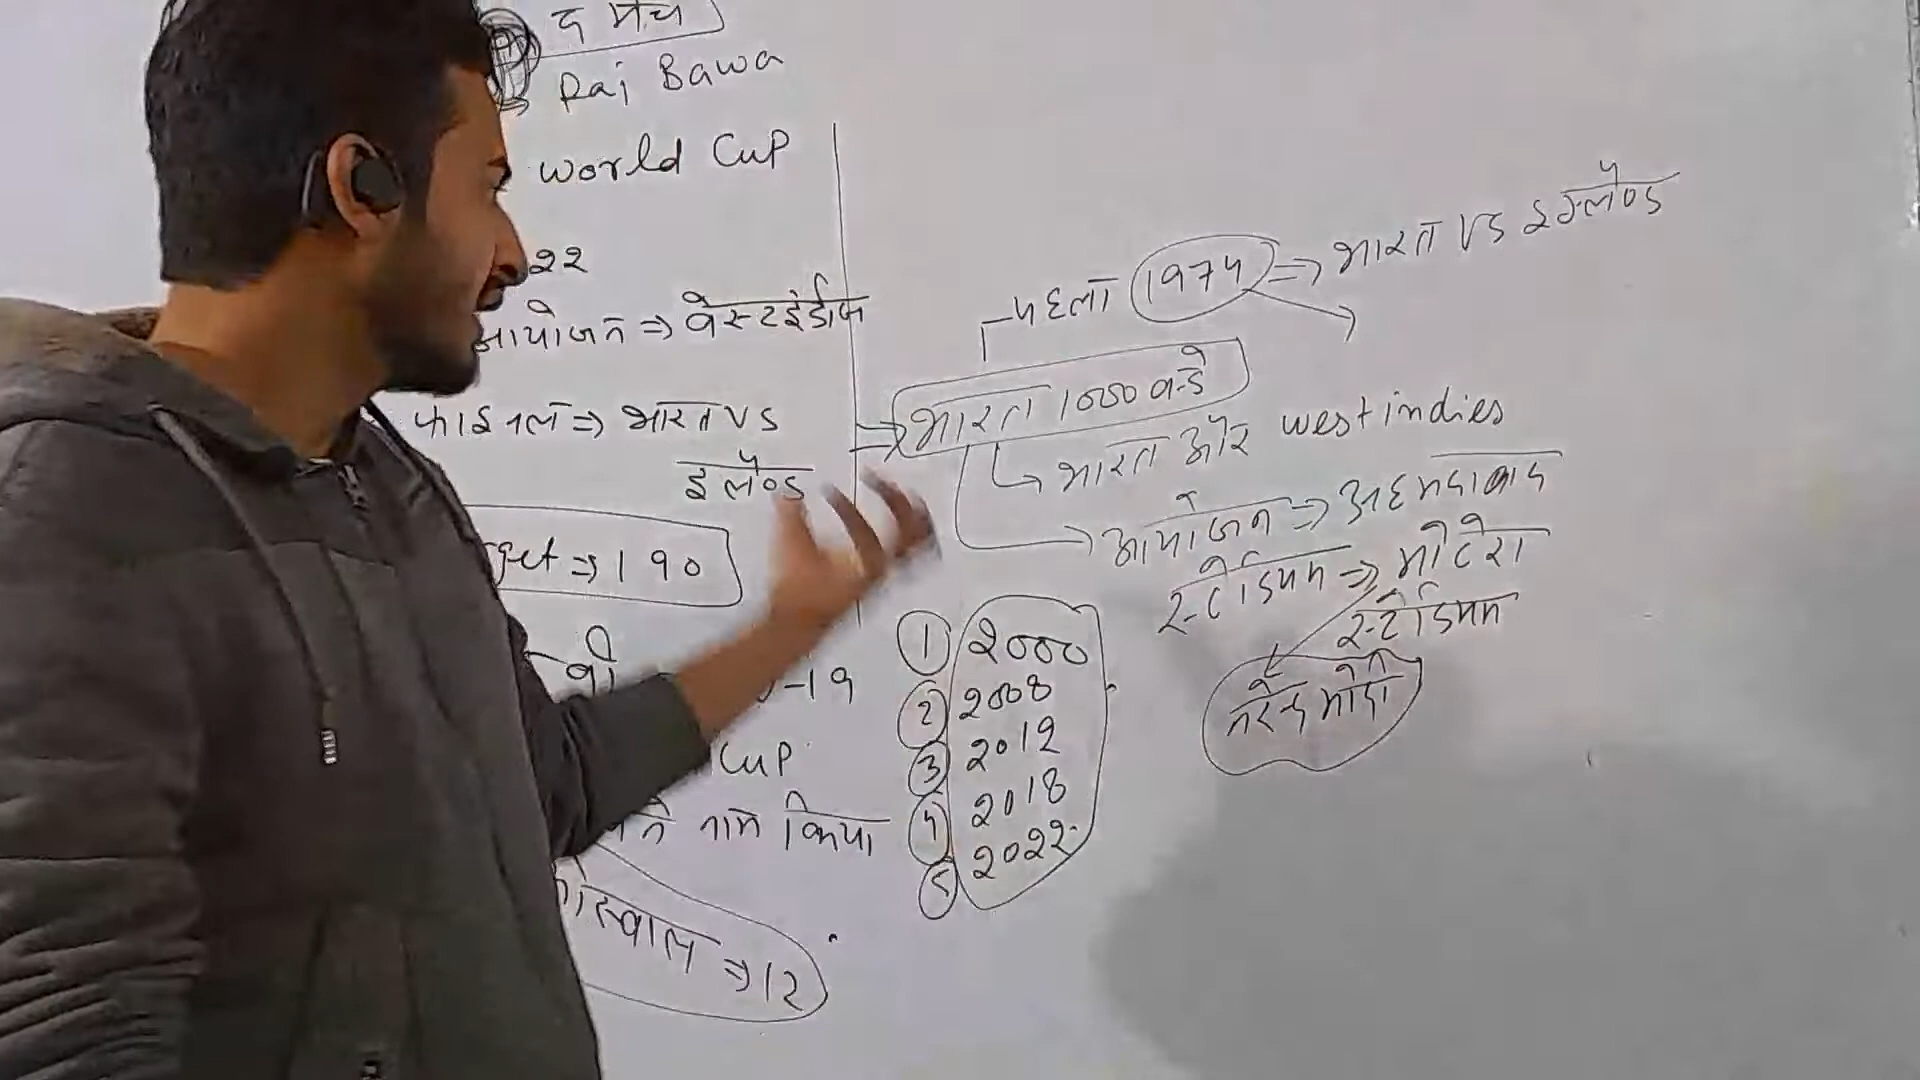 द मैच
Raj Bawa
World Cup
22
आयोजन ⇒ वेस्टइंडीज
फाइनल ⇒ भारत VS
इंग्लैण्ड
get ⇒ 190
-19
Cup
नाम किया
⇒ 12
पहला 1974 ⇒ भारत VS इंग्लैण्ड
भारत 1000 वनडे
भारत और west indies
आयोजन ⇒ अहमदाबाद
स्टेडियम ⇒ मोटेरा
स्टेडियम
नरेन्द्र मोदी
① 2000
② 2008
③ 2012
④ 2018
⑤ 2022